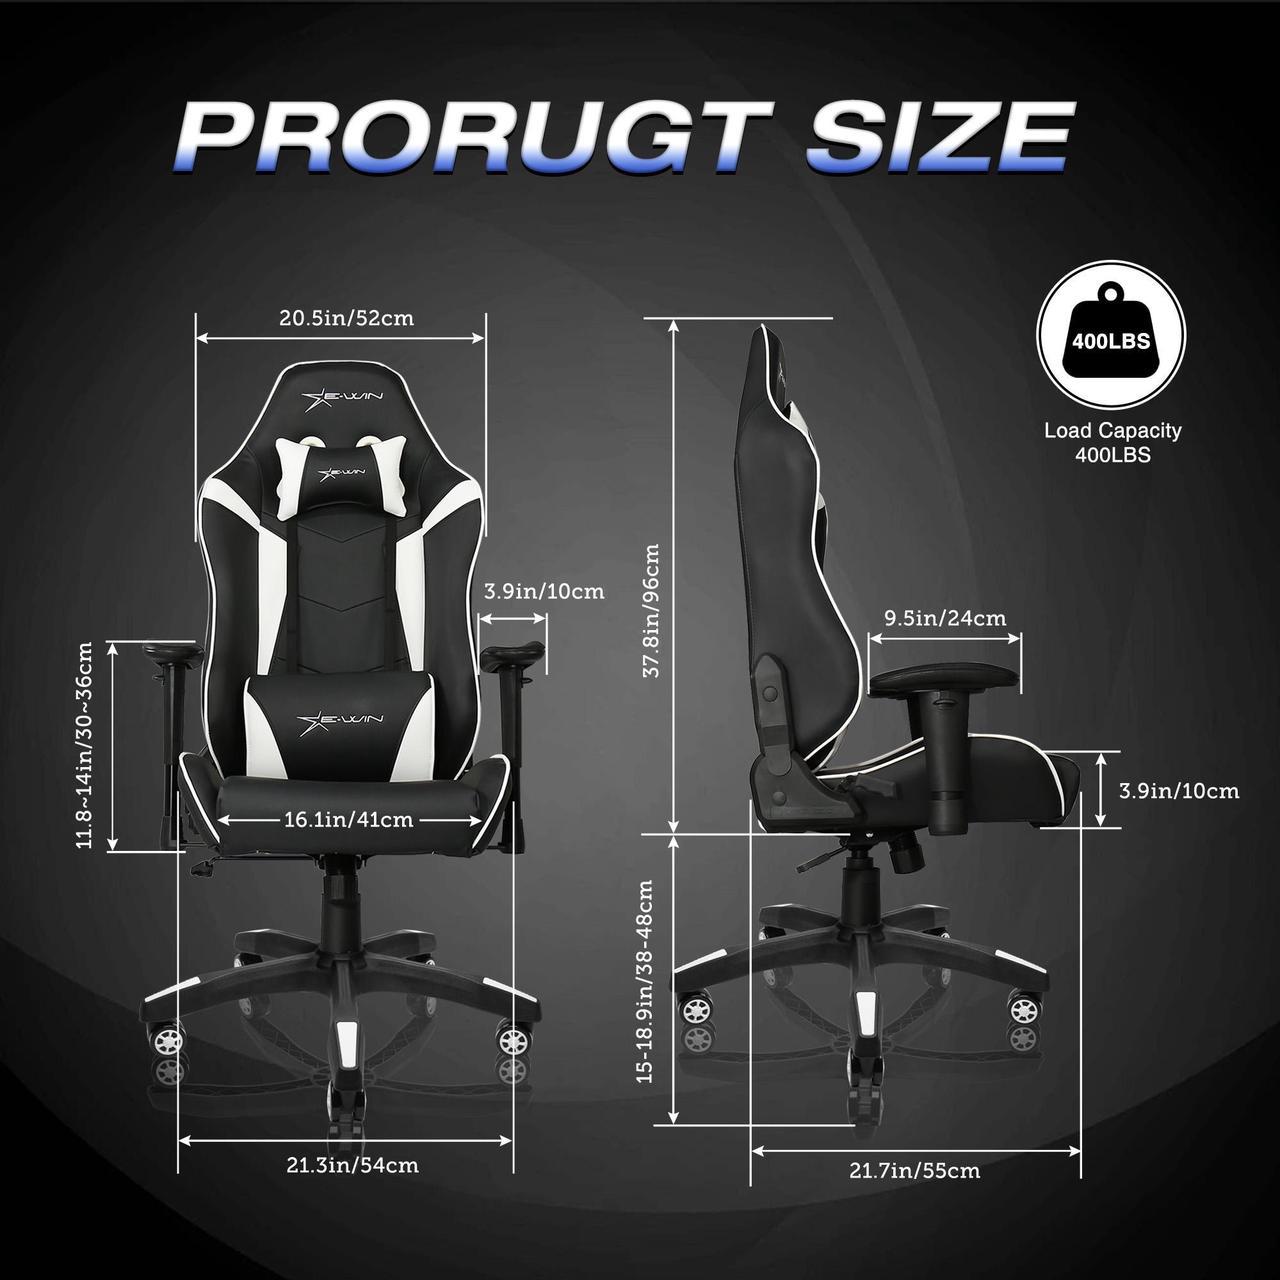 PRORUGT SIZE
400LBS
Load Capacity
400LBS
20.5in/52cm
E-WIN
E-WIN
3.9in/10cm
11.8~14in/30~36cm
E-WIN
16.1in/41cm
21.3in/54cm
37.8in/96cm
9.5in/24cm
3.9in/10cm
15-18.9in/38-48cm
21.7in/55cm